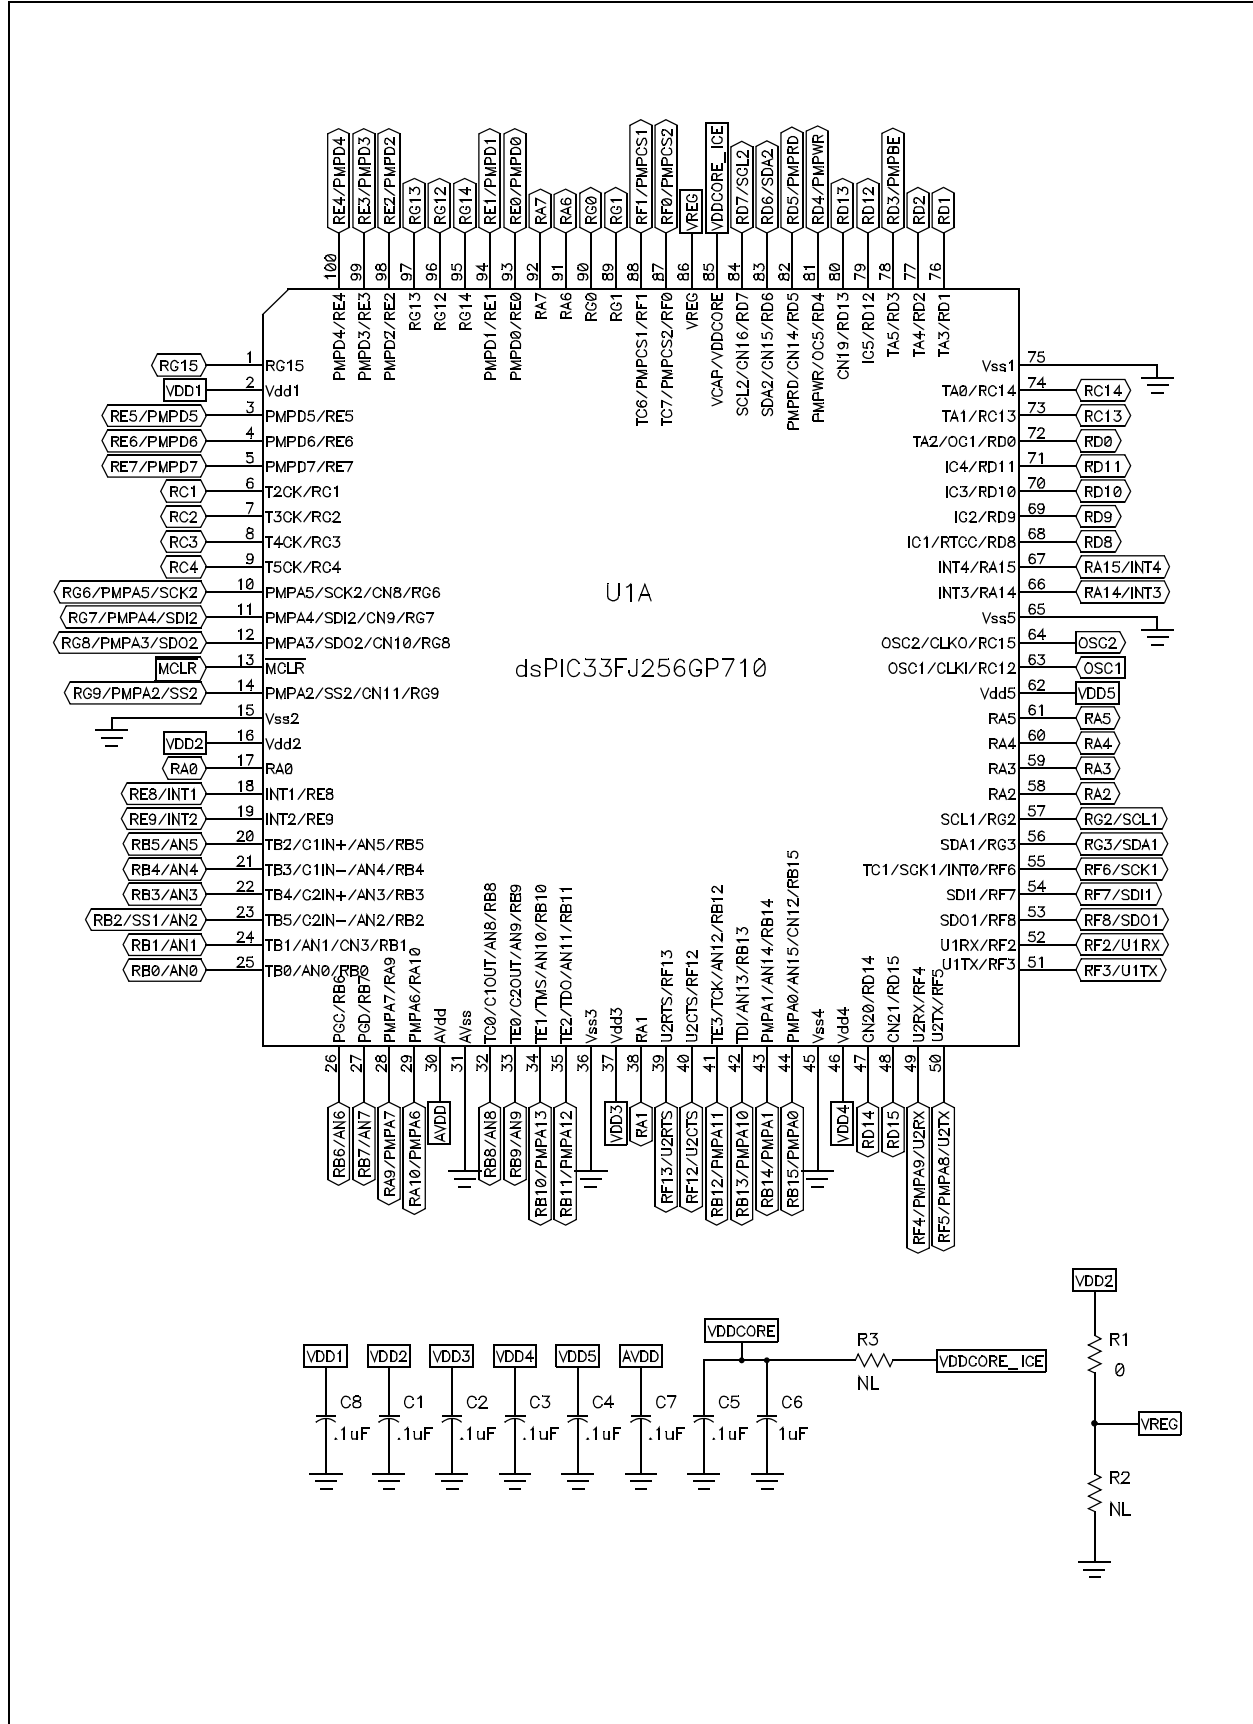 RE4/PMPD4
RE3/PMPD3
RE2/PMPD2
RG13
RG12
RG14
RE1/PMPD1
RE0/PMPD0
RA7
RA6
RG0
RG1
RF1/PMPCS1
RF0/PMPCS2
VREG
VDDCORE_ICE
RD7/SCL2
RD6/SDA2
RD5/PMPRD
RD4/PMPWR
RD13
RD12
RD3/PMPBE
RD2
RD1
100
99
98
97
96
95
94
93
92
91
90
89
88
87
86
85
84
83
82
81
80
79
78
77
76
PMPD4/RE4
PMPD3/RE3
PMPD2/RE2
RG13
RG12
RG14
PMPD1/RE1
PMPD0/RE0
RA7
RA6
RG0
RG1
TC6/PMPCS1/RF1
TC7/PMPCS2/RF0
VREG
VCAP/VDDCORE
SCL2/CN16/RD7
SDA2/CN15/RD6
PMPRD/CN14/RD5
PMPWR/OC5/RD4
CN19/RD13
IC5/RD12
TA5/RD3
TA4/RD2
TA3/RD1
RG15 1 RG15
VDD1 2 Vdd1
RE5/PMPD5 3 PMPD5/RE5
RE6/PMPD6 4 PMPD6/RE6
RE7/PMPD7 5 PMPD7/RE7
RC1 6 T2CK/RC1
RC2 7 T3CK/RC2
RC3 8 T4CK/RC3
RC4 9 T5CK/RC4
RG6/PMPA5/SCK2 10 PMPA5/SCK2/CN8/RG6
RG7/PMPA4/SDI2 11 PMPA4/SDI2/CN9/RG7
RG8/PMPA3/SDO2 12 PMPA3/SDO2/CN10/RG8
MCLR 13 MCLR
RG9/PMPA2/SS2 14 PMPA2/SS2/CN11/RG9
15 Vss2
VDD2 16 Vdd2
RA0 17 RA0
RE8/INT1 18 INT1/RE8
RE9/INT2 19 INT2/RE9
RB5/AN5 20 TB2/C1IN+/AN5/RB5
RB4/AN4 21 TB3/C1IN-/AN4/RB4
RB3/AN3 22 TB4/C2IN+/AN3/RB3
RB2/SS1/AN2 23 TB5/C2IN-/AN2/RB2
RB1/AN1 24 TB1/AN1/CN3/RB1
RB0/AN0 25 TB0/AN0/RB0
U1A
dsPIC33FJ256GP710
Vss1 75
TA0/RC14 74 RC14
TA1/RC13 73 RC13
TA2/OC1/RD0 72 RD0
IC4/RD11 71 RD11
IC3/RD10 70 RD10
IC2/RD9 69 RD9
IC1/RTCC/RD8 68 RD8
INT4/RA15 67 RA15/INT4
INT3/RA14 66 RA14/INT3
Vss5 65
OSC2/CLKO/RC15 64 OSC2
OSC1/CLKI/RC12 63 OSC1
Vdd5 62 VDD5
RA5 61 RA5
RA4 60 RA4
RA3 59 RA3
RA2 58 RA2
SCL1/RG2 57 RG2/SCL1
SDA1/RG3 56 RG3/SDA1
TC1/SCK1/INT0/RF6 55 RF6/SCK1
SDI1/RF7 54 RF7/SDI1
SDO1/RF8 53 RF8/SDO1
U1RX/RF2 52 RF2/U1RX
U1TX/RF3 51 RF3/U1TX
PGC/RB6
PGD/RB7
PMPA7/RA9
PMPA6/RA10
AVdd
AVss
TC0/C1OUT/AN8/RB8
TE0/C2OUT/AN9/RB9
TE1/TMS/AN10/RB10
TE2/TDO/AN11/RB11
Vss3
Vdd3
RA1
U2RTS/RF13
U2CTS/RF12
TE3/TCK/AN12/RB12
TDI/AN13/RB13
PMPA1/AN14/RB14
PMPA0/AN15/CN12/RB15
Vss4
Vdd4
CN20/RD14
CN21/RD15
U2RX/RF4
U2TX/RF5
26
27
28
29
30
31
32
33
34
35
36
37
38
39
40
41
42
43
44
45
46
47
48
49
50
RB6/AN6
RB7/AN7
RA9/PMPA7
RA10/PMPA6
AVDD
RB8/AN8
RB9/AN9
RB10/PMPA13
RB11/PMPA12
VDD3
RA1
RF13/U2RTS
RF12/U2CTS
RB12/PMPA11
RB13/PMPA10
RB14/PMPA1
RB15/PMPA0
VDD4
RD14
RD15
RF4/PMPA9/U2RX
RF5/PMPA8/U2TX
VDD1 VDD2 VDD3 VDD4 VDD5 AVDD
C8 C1 C2 C3 C4 C7 C5 C6
.1uF .1uF .1uF .1uF .1uF .1uF .1uF 1uF
VDDCORE
R3
NL
VDDCORE_ICE
VDD2
R1
0
VREG
R2
NL